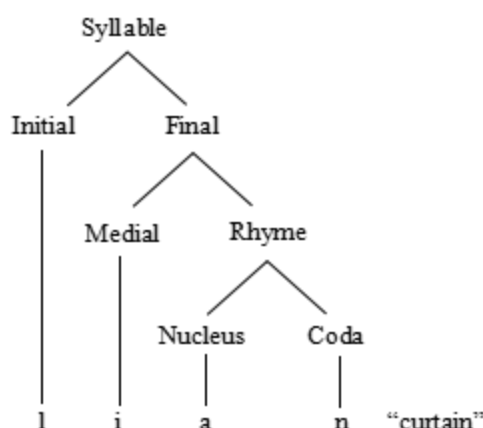 Syllable
Initial Final
Medial Rhyme
Nucleus Coda
l i a n “curtain”